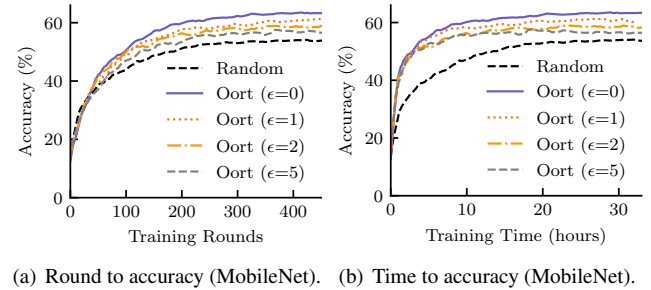 Accuracy (%)
60
40
20
0
Random
Oort (ϵ=0)
Oort (ϵ=1)
Oort (ϵ=2)
Oort (ϵ=5)
0 100 200 300 400
Training Rounds
(a) Round to accuracy (MobileNet).
Accuracy (%)
60
40
20
0
Random
Oort (ϵ=0)
Oort (ϵ=1)
Oort (ϵ=2)
Oort (ϵ=5)
0 10 20 30
Training Time (hours)
(b) Time to accuracy (MobileNet).